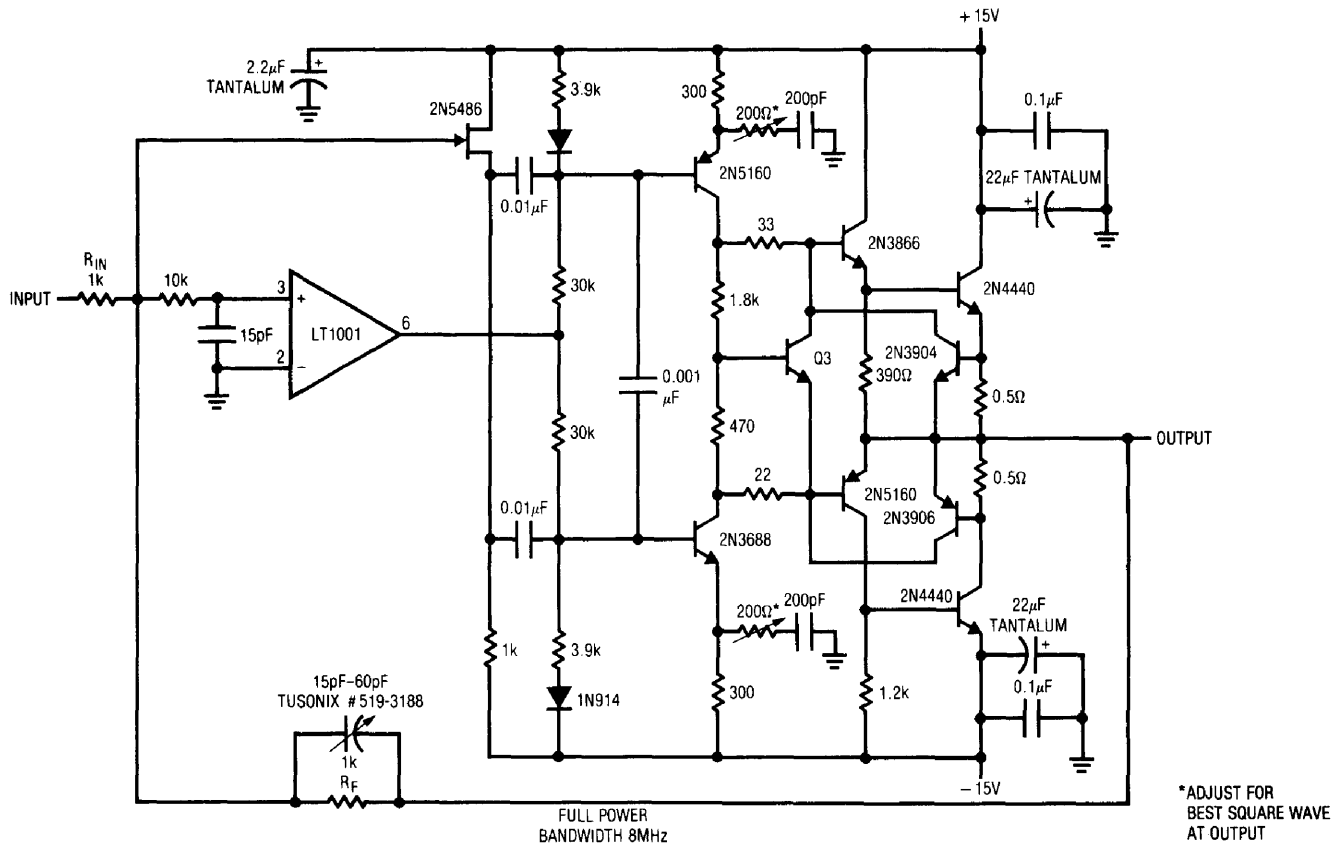 +15V
2.2µF
TANTALUM
+
3.9k
300
200Ω*
200pF
0.1µF
2N5486
2N5160
22µF TANTALUM
+
0.01µF
33
2N3866
R_IN
1k
10k
INPUT
3
+
30k
1.8k
2N4440
15pF
LT1001
6
2
−
Q3
2N3904
390Ω
0.001
µF
0.5Ω
OUTPUT
30k
470
22
0.5Ω
2N5160
2N3906
0.01µF
2N3688
2N4440
22µF
TANTALUM
+
200Ω*
200pF
1k
3.9k
0.1µF
15pF-60pF
TUSONIX #519-3188
1N914
300
1.2k
1k
R_F
−15V
FULL POWER
BANDWIDTH 8MHz
*ADJUST FOR
BEST SQUARE WAVE
AT OUTPUT